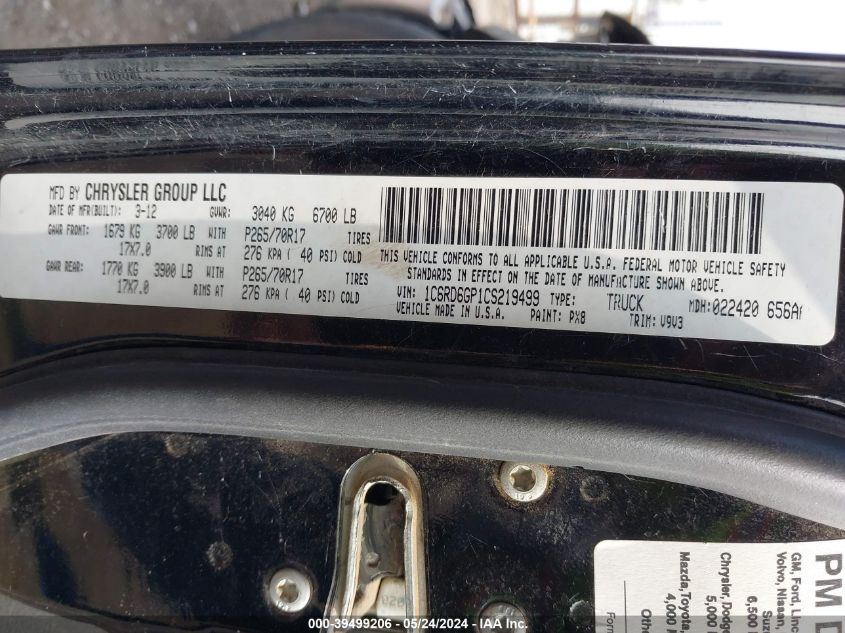 MFD BY CHRYSLER GROUP LLC
DATE OF MFR(BUILT): 3-12 GVWR: 3040 KG 6700 LB
GAWR FRONT: 1679 KG 3700 LB WITH P265/70R17 TIRES
17X7.0 RIMS AT 276 KPA ( 40 PSI) COLD
GAWR REAR: 1770 KG 3900 LB WITH P265/70R17 TIRES
17X7.0 RIMS AT 276 KPA ( 40 PSI) COLD
THIS VEHICLE CONFORMS TO ALL APPLICABLE U.S.A. FEDERAL MOTOR VEHICLE SAFETY
STANDARDS IN EFFECT ON THE DATE OF MANUFACTURE SHOWN ABOVE.
VIN: 1C6RD6GP1CS219499 TYPE: TRUCK MDH: 022420 656A
VEHICLE MADE IN U.S.A. PAINT: PX8 TRIM: V9V3
PM
GM, Ford,
Volvo, Nissan,
6,500
Chrysler,
5,000
Mazda, Toyota,
4,000
000-39499206 - 05/24/2024 - IAA Inc.